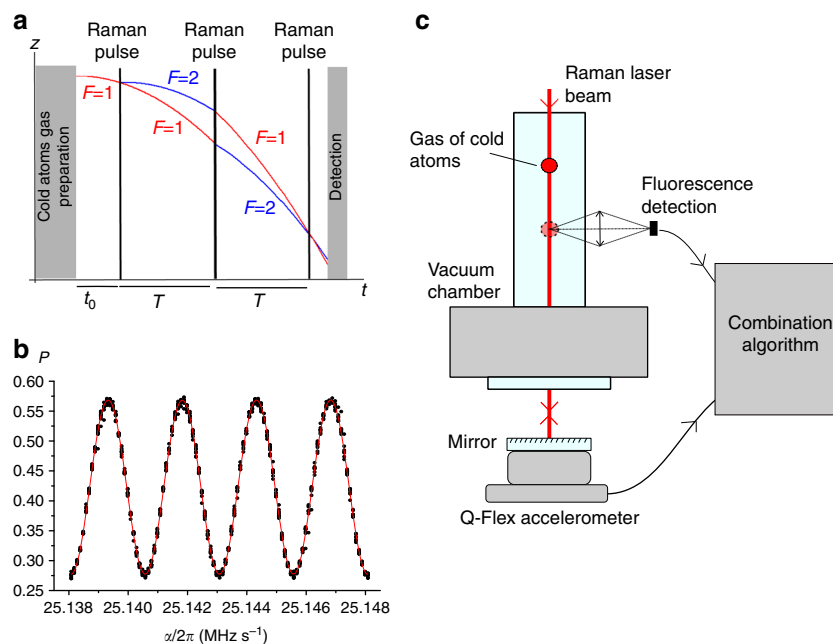 a
z
Raman pulse
Raman pulse
Raman pulse
Cold atoms gas preparation
F=1
F=2
F=1
F=1
F=2
Detection
t0
T
T
t
b
P
0.60
0.55
0.50
0.45
0.40
0.35
0.30
0.25
25.138
25.140
25.142
25.144
25.146
25.148
α/2π (MHz s−1)
c
Raman laser
beam
Gas of cold
atoms
Fluorescence
detection
Vacuum
chamber
Combination
algorithm
Mirror
Q-Flex accelerometer